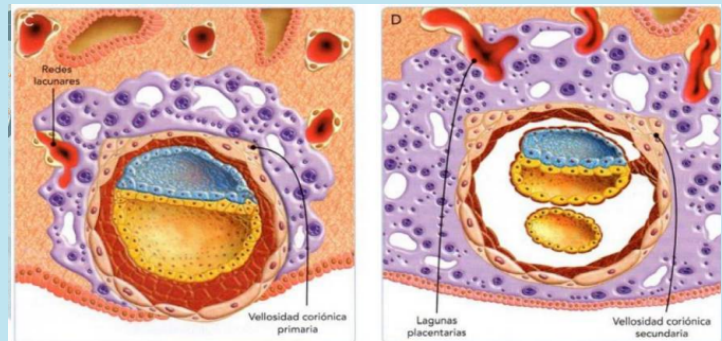 C
Redes
lacunares
Vellosidad coriónica
primaria
D
Lagunas
placentarias
Vellosidad coriónica
secundaria